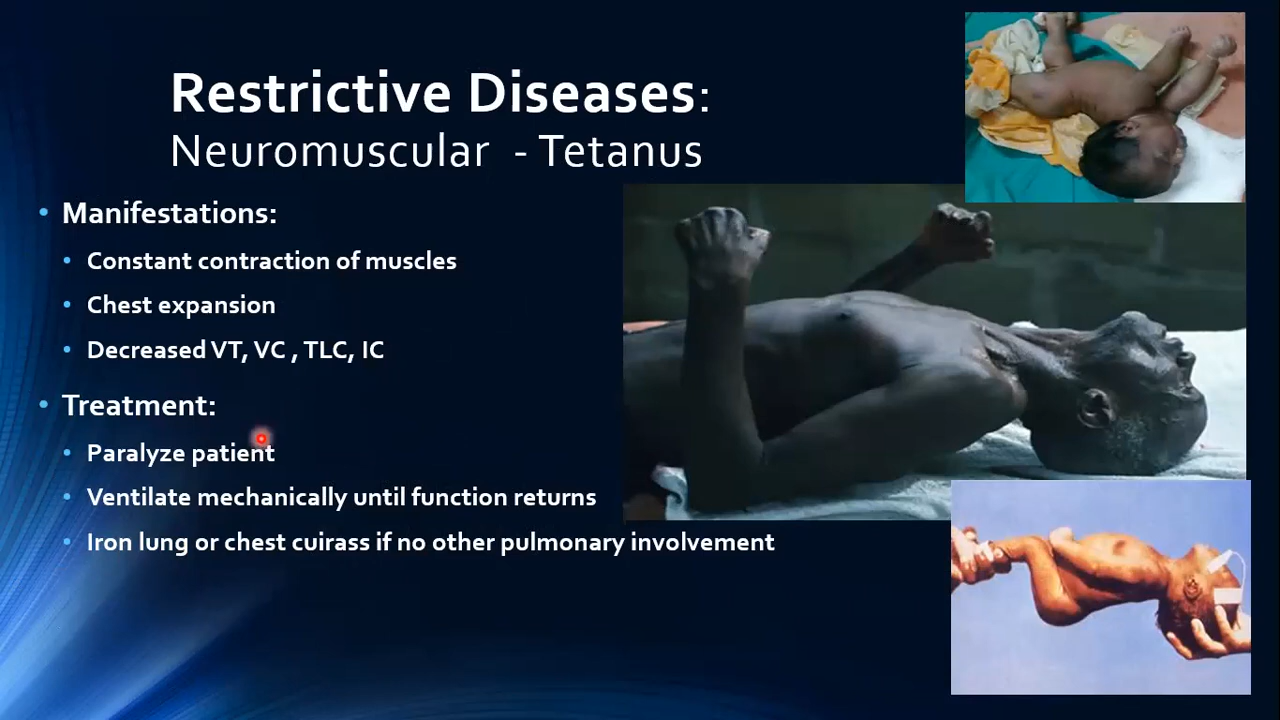 Restrictive Diseases:
Neuromuscular - Tetanus
• Manifestations:
• Constant contraction of muscles
• Chest expansion
• Decreased VT, VC , TLC, IC
• Treatment:
• Paralyze patient
• Ventilate mechanically until function returns
• Iron lung or chest cuirass if no other pulmonary involvement